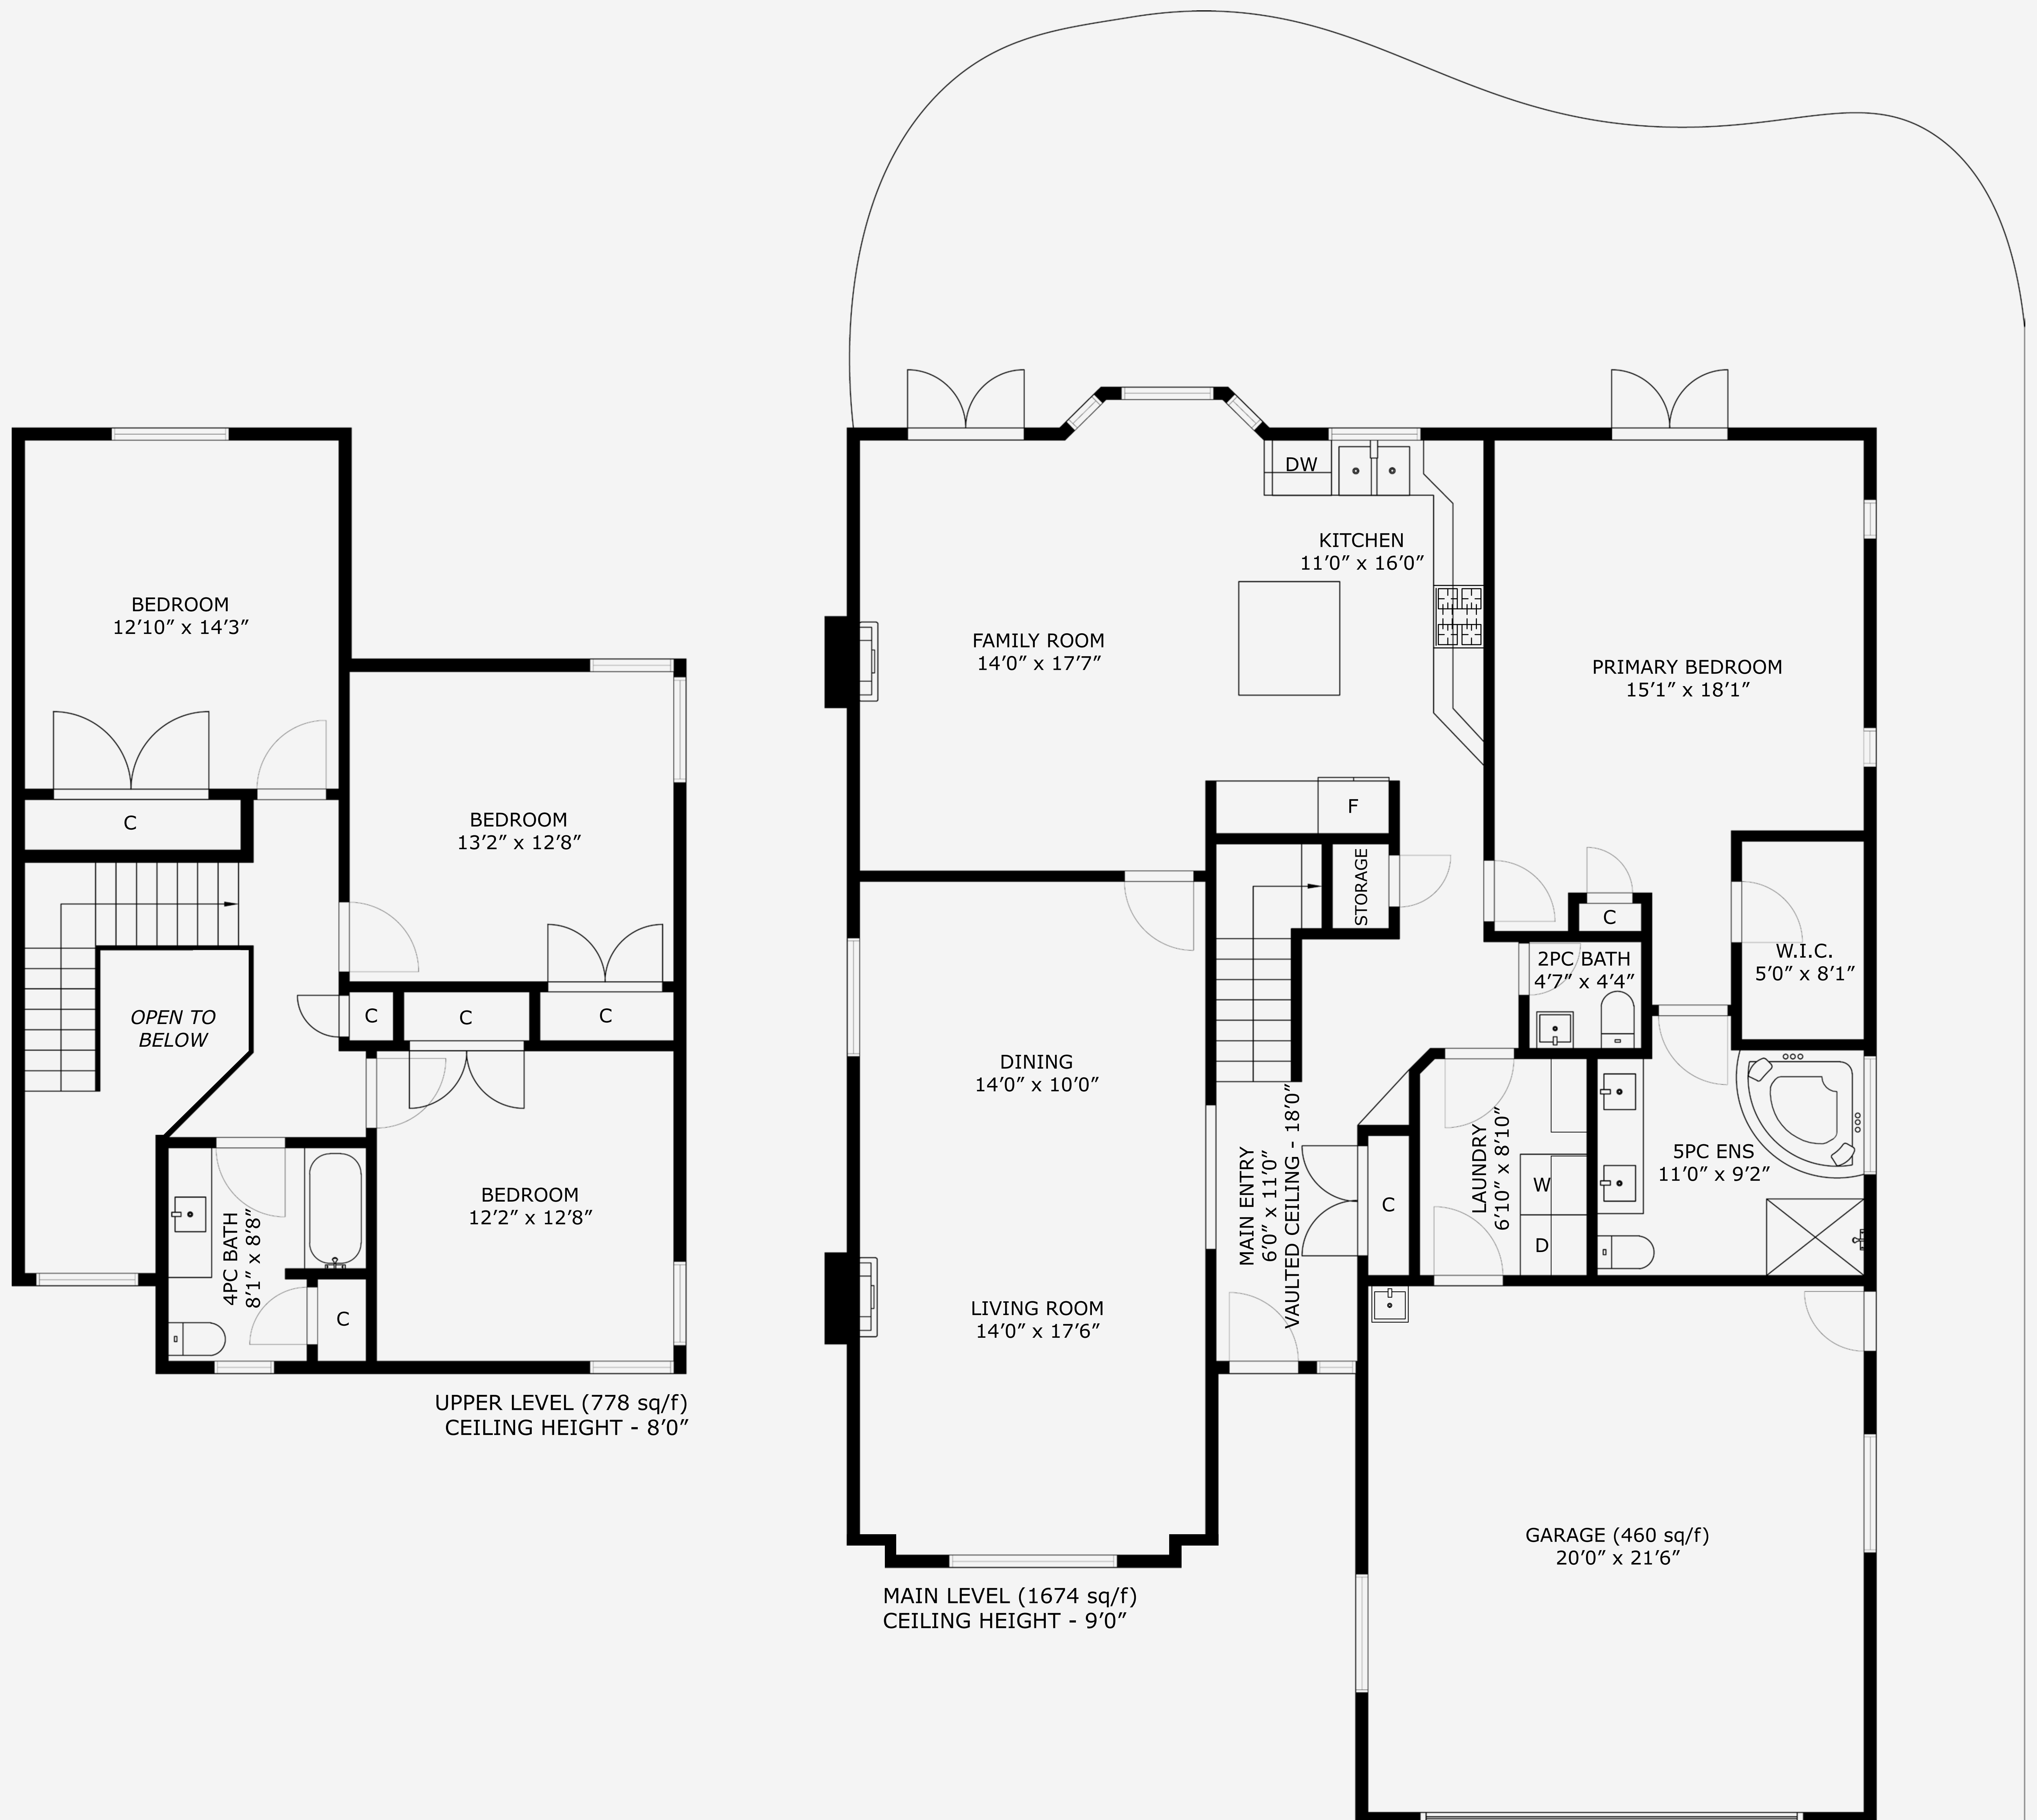 BEDROOM
12’10” x 14’3”
C
BEDROOM
13’2” x 12’8”
OPEN TO
BELOW
C
C
C
BEDROOM
12’2” x 12’8”
4PC BATH
8’1” x 8’8”
C
UPPER LEVEL (778 sq/f)
CEILING HEIGHT - 8’0”
DW
KITCHEN
11’0” x 16’0”
FAMILY ROOM
14’0” x 17’7”
PRIMARY BEDROOM
15’1” x 18’1”
F
STORAGE
C
W.I.C.
5’0” x 8’1”
2PC BATH
4’7” x 4’4”
DINING
14’0” x 10’0”
MAIN ENTRY
6’0” x 11’0”
VAULTED CEILING - 18’0”
C
LAUNDRY
6’10” x 8’10”
W
D
5PC ENS
11’0” x 9’2”
LIVING ROOM
14’0” x 17’6”
GARAGE (460 sq/f)
20’0” x 21’6”
MAIN LEVEL (1674 sq/f)
CEILING HEIGHT - 9’0”